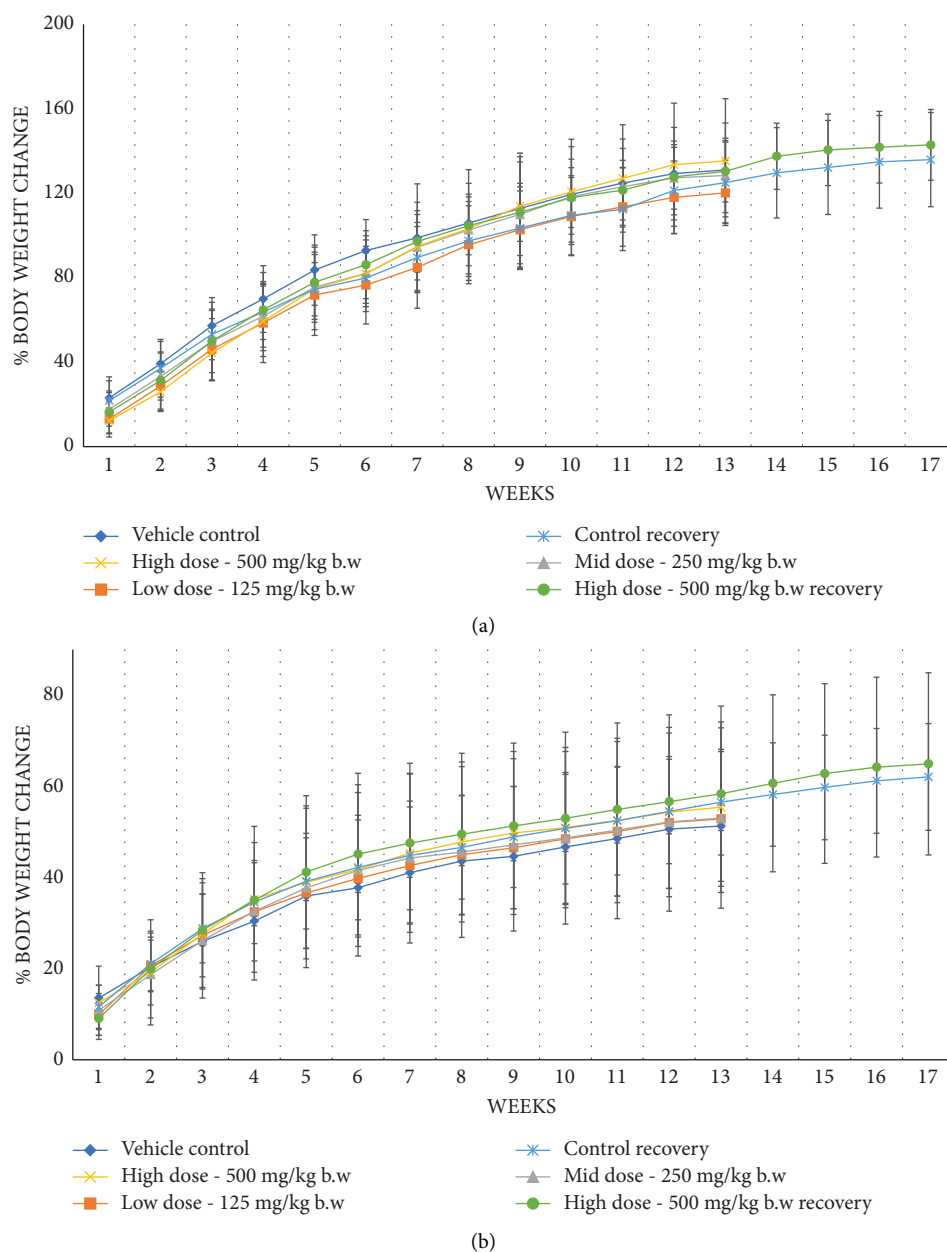 200
160
120
80
40
0
% BODY WEIGHT CHANGE
1 2 3 4 5 6 7 8 9 10 11 12 13 14 15 16 17
WEEKS
Vehicle control
High dose - 500 mg/kg b.w
Low dose - 125 mg/kg b.w
Control recovery
Mid dose - 250 mg/kg b.w
High dose - 500 mg/kg b.w recovery
(a)
80
60
40
20
0
% BODY WEIGHT CHANGE
1 2 3 4 5 6 7 8 9 10 11 12 13 14 15 16 17
WEEKS
Vehicle control
High dose - 500 mg/kg b.w
Low dose - 125 mg/kg b.w
Control recovery
Mid dose - 250 mg/kg b.w
High dose - 500 mg/kg b.w recovery
(b)